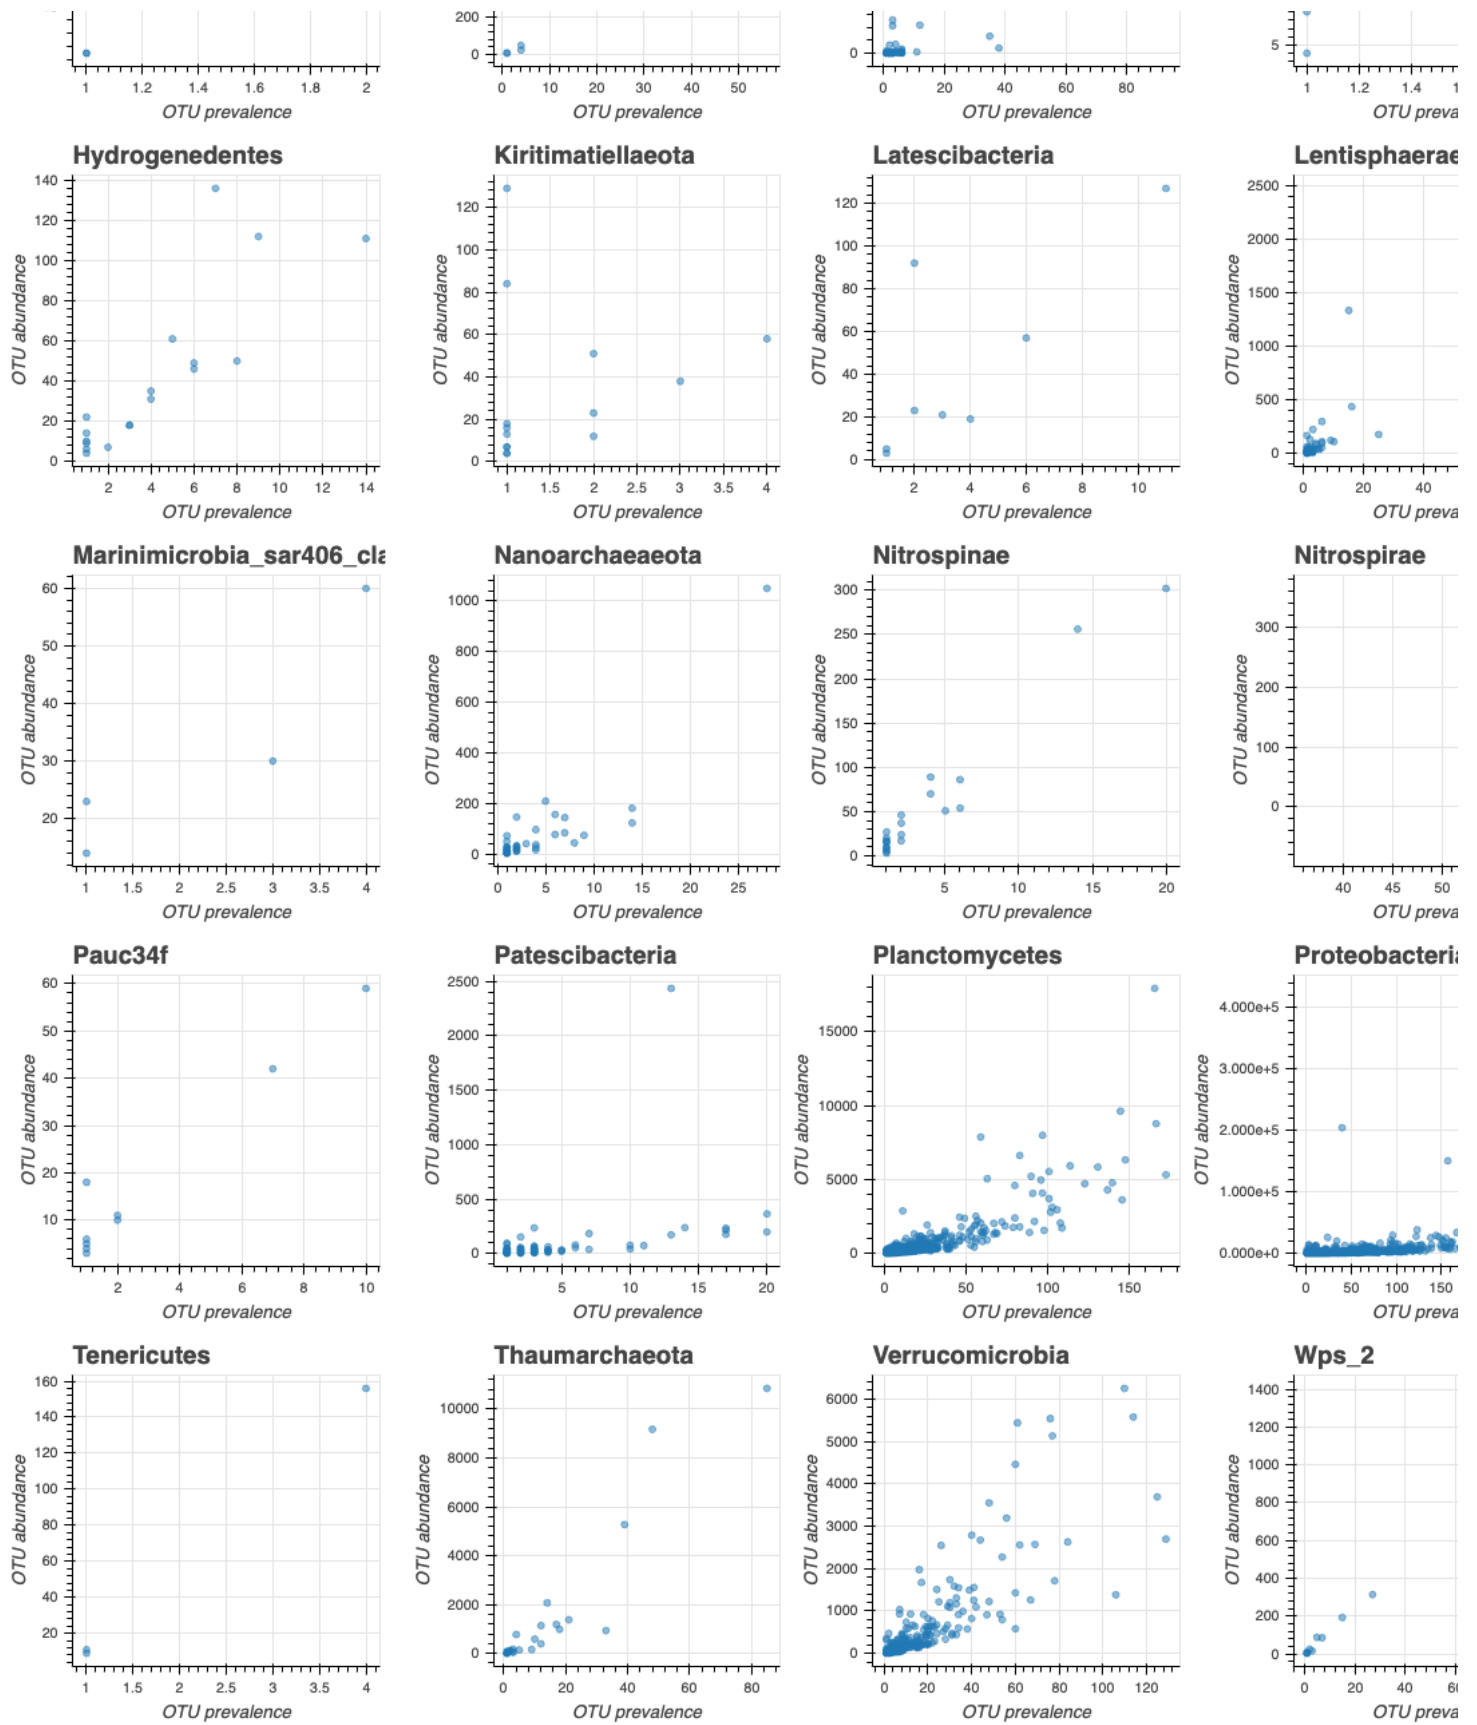 200
0
0
5
1 1.2 1.4 1.6 1.8 2
0 10 20 30 40 50
0 20 40 60 80
1 1.2 1.4 1
OTU prevalence OTU prevalence OTU prevalence OTU preva
Hydrogenedentes
OTU abundance
140
120
100
80
60
40
20
0
2 4 6 8 10 12 14
OTU prevalence
Kiritimatiellaeota
OTU abundance
120
100
80
60
40
20
0
1 1.5 2 2.5 3 3.5 4
OTU prevalence
Latescibacteria
OTU abundance
120
100
80
60
40
20
0
2 4 6 8 10
OTU prevalence
Lentisphaerae
OTU abundance
2500
2000
1500
1000
500
0
0 20 40
OTU preva
Marinimicrobia_sar406_cla
OTU abundance
60
50
40
30
20
1 1.5 2 2.5 3 3.5 4
OTU prevalence
Nanoarchaeaeota
OTU abundance
1000
800
600
400
200
0
0 5 10 15 20 25
OTU prevalence
Nitrospinae
OTU abundance
300
250
200
150
100
50
0
5 10 15 20
OTU prevalence
Nitrospirae
OTU abundance
300
200
100
0
40 45 50
OTU preva
Pauc34f
OTU abundance
60
50
40
30
20
10
2 4 6 8 10
OTU prevalence
Patescibacteria
OTU abundance
2500
2000
1500
1000
500
0
5 10 15 20
OTU prevalence
Planctomycetes
OTU abundance
15000
10000
5000
0
0 50 100 150
OTU prevalence
Proteobacteria
OTU abundance
4.000e+5
3.000e+5
2.000e+5
1.000e+5
0.000e+0
0 50 100 150
OTU preva
Tenericutes
OTU abundance
160
140
120
100
80
60
40
20
1 1.5 2 2.5 3 3.5 4
OTU prevalence
Thaumarchaeota
OTU abundance
10000
8000
6000
4000
2000
0
0 20 40 60 80
OTU prevalence
Verrucomicrobia
OTU abundance
6000
5000
4000
3000
2000
1000
0
0 20 40 60 80 100 120
OTU prevalence
Wps_2
OTU abundance
1400
1200
1000
800
600
400
200
0
0 20 40 60
OTU preva